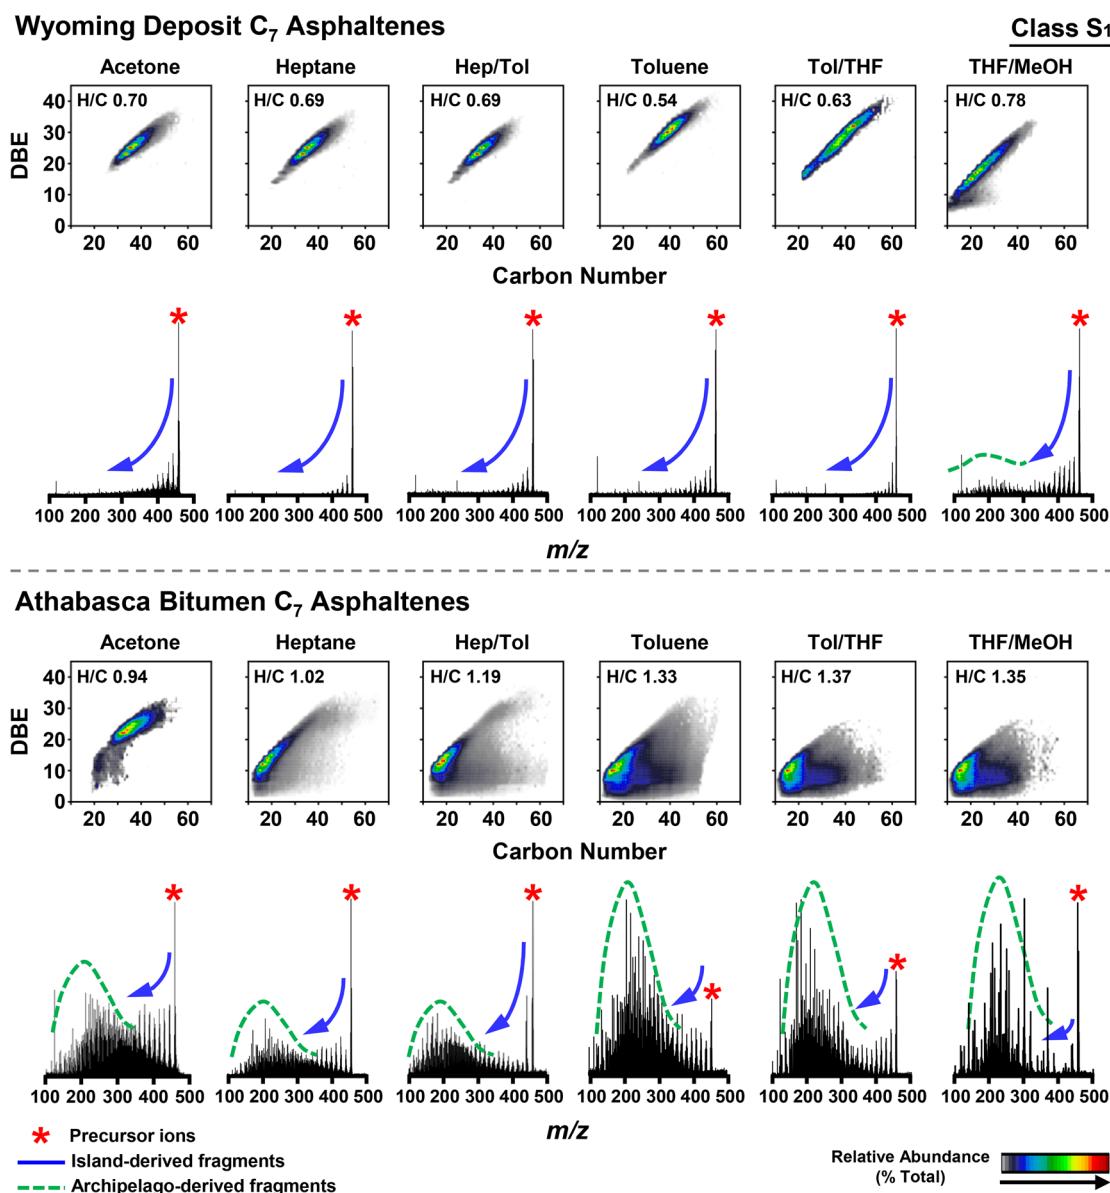 Wyoming Deposit C7 Asphaltenes
Class S1
Acetone Heptane Hep/Tol Toluene Tol/THF THF/MeOH
H/C 0.70 H/C 0.69 H/C 0.69 H/C 0.54 H/C 0.63 H/C 0.78
DBE
40
30
20
10
0
20 40 60 20 40 60 20 40 60 20 40 60 20 40 60 20 40 60
Carbon Number
* * * * * *
100 200 300 400 500 100 200 300 400 500 100 200 300 400 500 100 200 300 400 500 100 200 300 400 500 100 200 300 400 500
m/z
Athabasca Bitumen C7 Asphaltenes
Acetone Heptane Hep/Tol Toluene Tol/THF THF/MeOH
H/C 0.94 H/C 1.02 H/C 1.19 H/C 1.33 H/C 1.37 H/C 1.35
DBE
40
30
20
10
0
20 40 60 20 40 60 20 40 60 20 40 60 20 40 60 20 40 60
Carbon Number
* * * * * *
100 200 300 400 500 100 200 300 400 500 100 200 300 400 500 100 200 300 400 500 100 200 300 400 500 100 200 300 400 500
m/z
* Precursor ions
Island-derived fragments
Archipelago-derived fragments
Relative Abundance
(% Total)